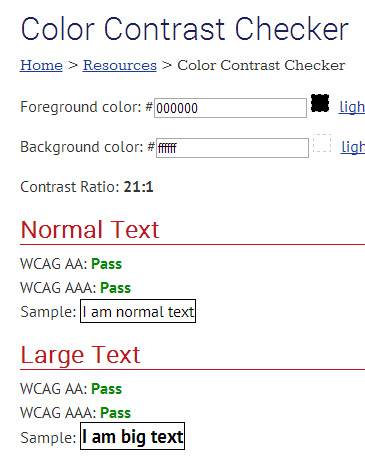 Color Contrast Checker
Home > Resources > Color Contrast Checker
Foreground color: #000000 ligh
Background color: #ffffff ligh
Contrast Ratio: 21:1
Normal Text
WCAG AA: Pass
WCAG AAA: Pass
Sample: I am normal text
Large Text
WCAG AA: Pass
WCAG AAA: Pass
Sample: I am big text